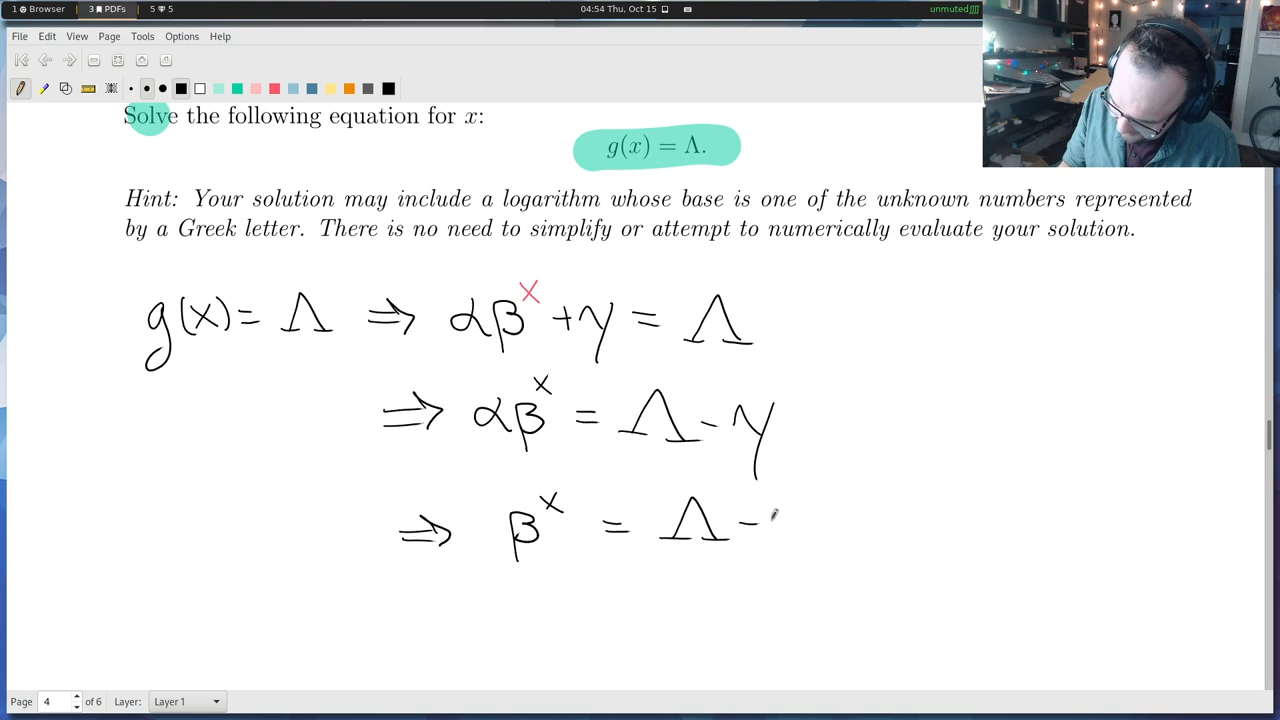 1 Browser 3 PDFs 5 5 04:54 Thu, Oct 15 unmuted
File Edit View Page Tools Options Help
Solve the following equation for x:
g(x) = Λ.
Hint: Your solution may include a logarithm whose base is one of the unknown numbers represented
by a Greek letter. There is no need to simplify or attempt to numerically evaluate your solution.
g(x) = Λ ⇒ αβ^x + γ = Λ
⇒ αβ^x = Λ - γ
⇒ β^x = Λ -
Page 4 of 6 Layer: Layer 1